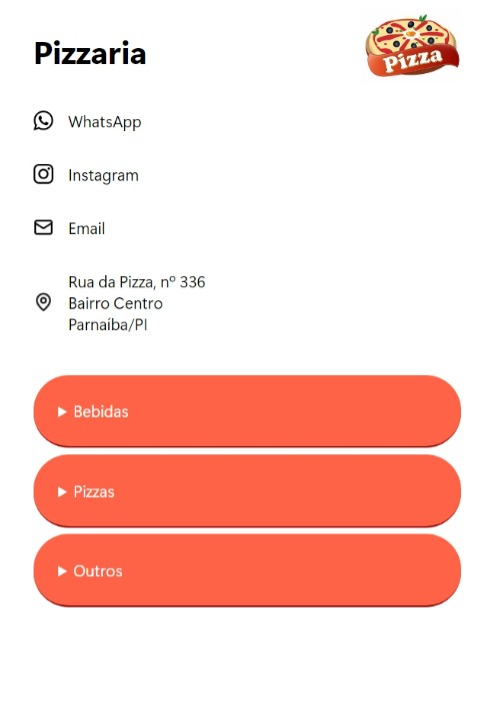 Pizzaria
Pizza
WhatsApp
Instagram
Email
Rua da Pizza, nº 336
Bairro Centro
Parnaíba/PI
Bebidas
Pizzas
Outros